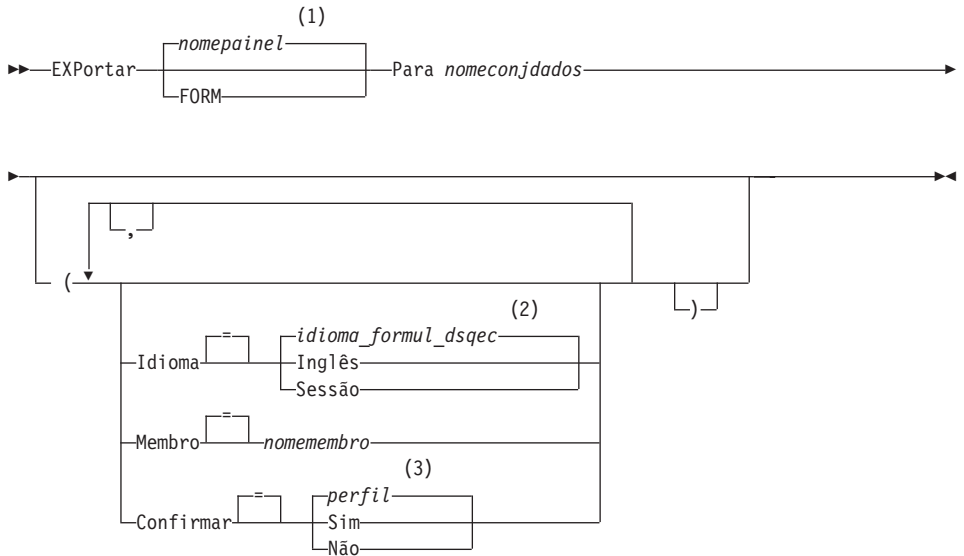 (1)
nomepainel
EXPortar Para nomeconjdados
FORM
,
( )
(2)
= idioma_formul_dsqec
Idioma Inglês
Sessão
=
Membro nomemembro
(3)
= perfil
Confirmar Sim
Não